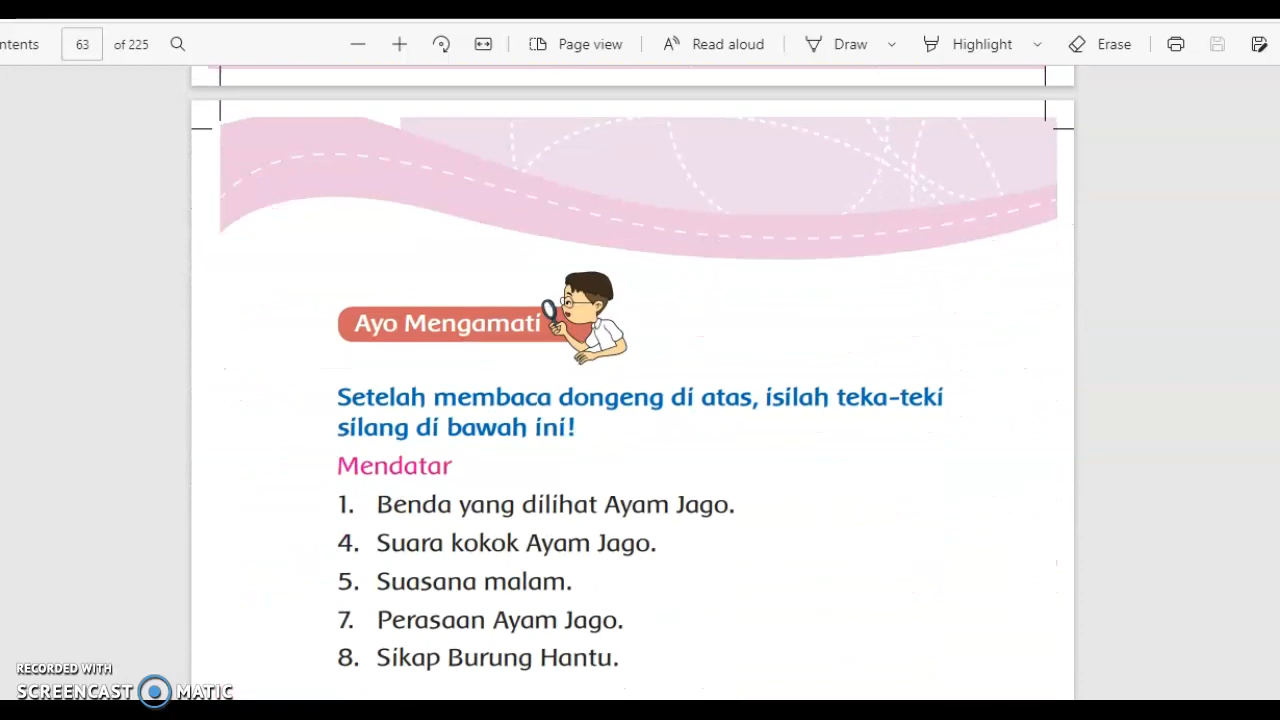 ntents 63 of 225 Page view Read aloud Draw Highlight Erase
Ayo Mengamati
Setelah membaca dongeng di atas, isilah teka-teki
silang di bawah ini!
Mendatar
1. Benda yang dilihat Ayam Jago.
4. Suara kokok Ayam Jago.
5. Suasana malam.
7. Perasaan Ayam Jago.
8. Sikap Burung Hantu.
RECORDED WITH
SCREENCAST MATIC